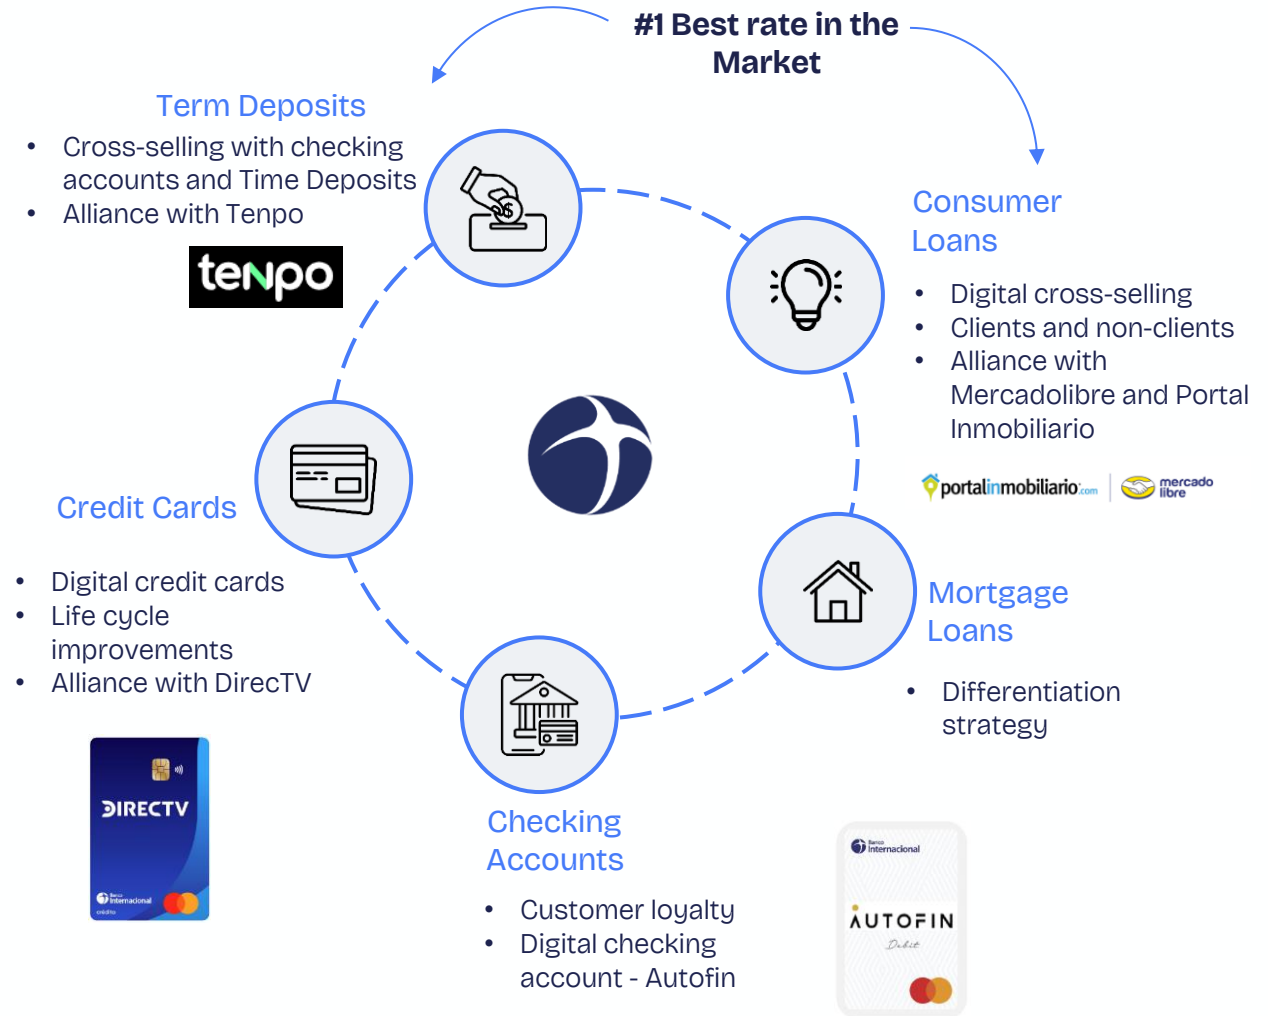 #1 Best rate in the
Market
Term Deposits
• Cross-selling with checking
accounts and Time Deposits
• Alliance with Tenpo
tenpo
Consumer
Loans
• Digital cross-selling
• Clients and non-clients
• Alliance with
Mercadolibre and Portal
Inmobiliario
portalinmobiliario.com
mercado
libre
Credit Cards
• Digital credit cards
• Life cycle
improvements
• Alliance with DirecTV
DIRECTV
Banco
Internacional
crédito
Mortgage
Loans
• Differentiation
strategy
Checking
Accounts
• Customer loyalty
• Digital checking
account - Autofin
Banco
Internacional
AUTOFIN
Debit
$